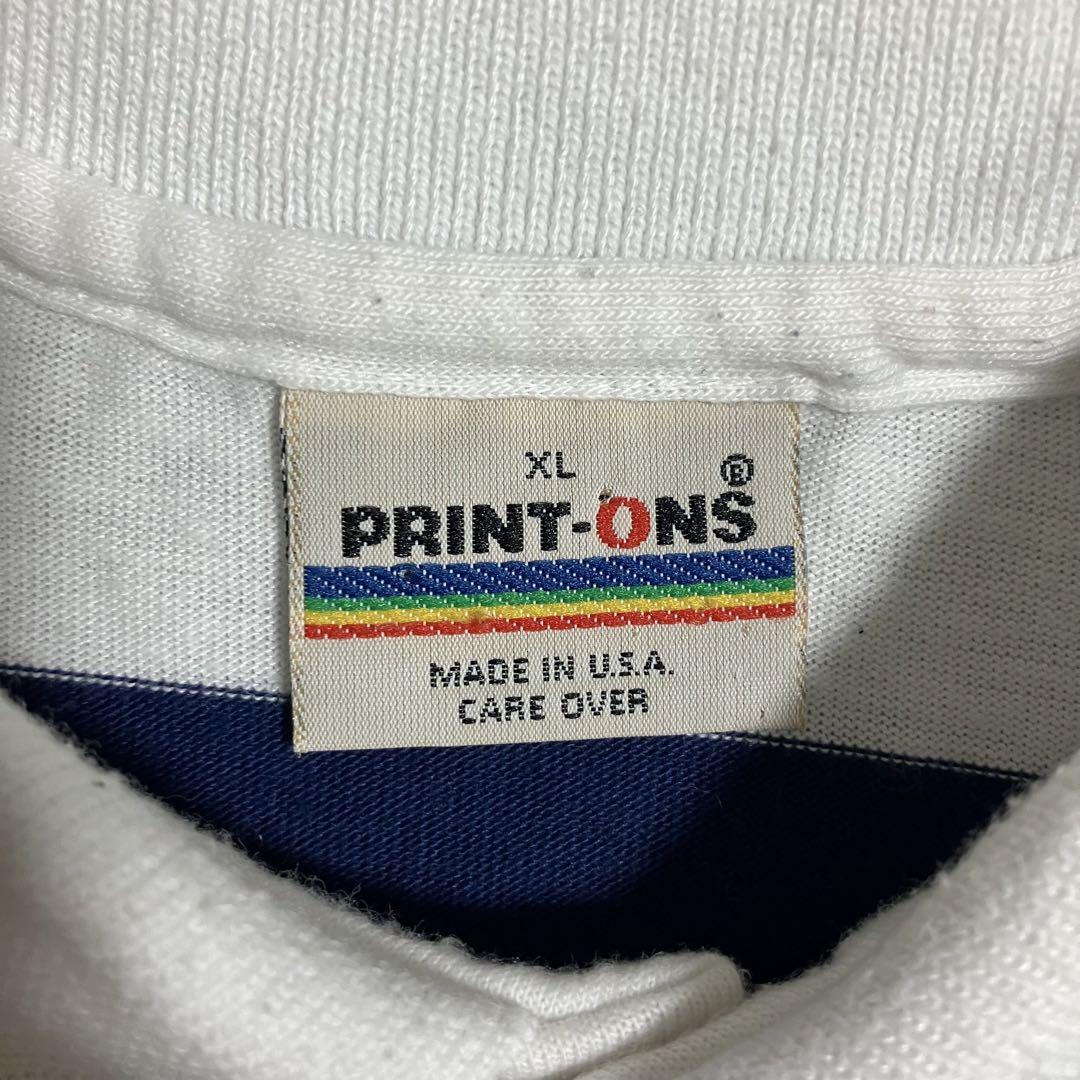 XL
PRINT-ONS®
MADE IN U.S.A.
CARE OVER